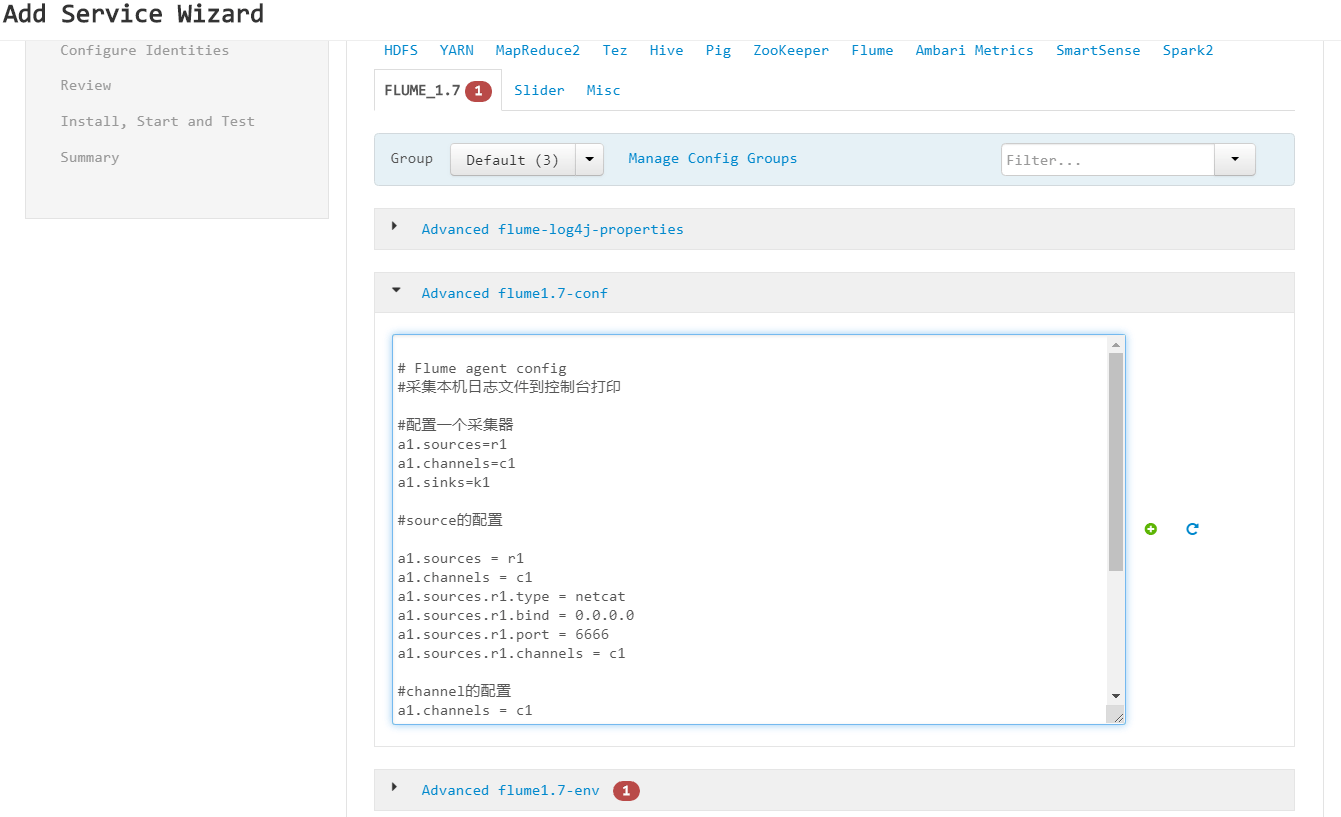 Add Service Wizard
Configure Identities
Review
Install, Start and Test
Summary
HDFS YARN MapReduce2 Tez Hive Pig ZooKeeper Flume Ambari Metrics SmartSense Spark2
FLUME_1.7 1 Slider Misc
Group Default (3) Manage Config Groups Filter...
Advanced flume-log4j-properties
Advanced flume1.7-conf
# Flume agent config
#采集本机日志文件到控制台打印
#配置一个采集器
a1.sources=r1
a1.channels=c1
a1.sinks=k1
#source的配置
a1.sources = r1
a1.channels = c1
a1.sources.r1.type = netcat
a1.sources.r1.bind = 0.0.0.0
a1.sources.r1.port = 6666
a1.sources.r1.channels = c1
#channel的配置
a1.channels = c1
Advanced flume1.7-env 1